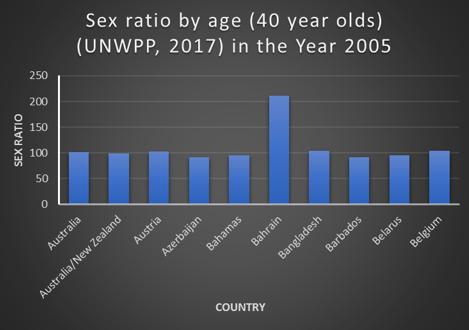 Sex ratio by age (40 year olds)
(UNWPP, 2017) in the Year 2005
250
200
150
100
50
0
SEX RATIO
Australia
Australia/New Zealand
Austria
Azerbaijan
Bahamas
Bahrain
Bangladesh
Barbados
Belarus
Belgium
COUNTRY